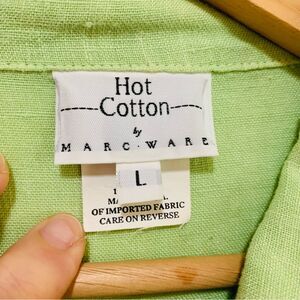 Hot
Cotton
by
MARC·WARE
L
OF IMPORTED FABRIC
CARE ON REVERSE